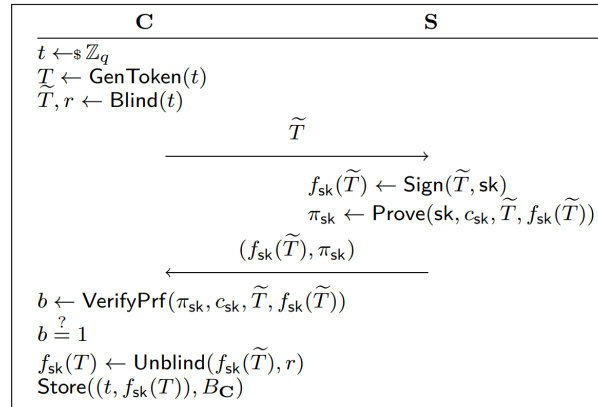 C S
t ←$ ℤ_q
T ← GenToken(t)
T̃, r ← Blind(t)
T̃
f_sk(T̃) ← Sign(T̃, sk)
π_sk ← Prove(sk, c_sk, T̃, f_sk(T̃))
(f_sk(T̃), π_sk)
b ← VerifyPrf(π_sk, c_sk, T̃, f_sk(T̃))
b ≟ 1
f_sk(T) ← Unblind(f_sk(T̃), r)
Store((t, f_sk(T)), B_C)